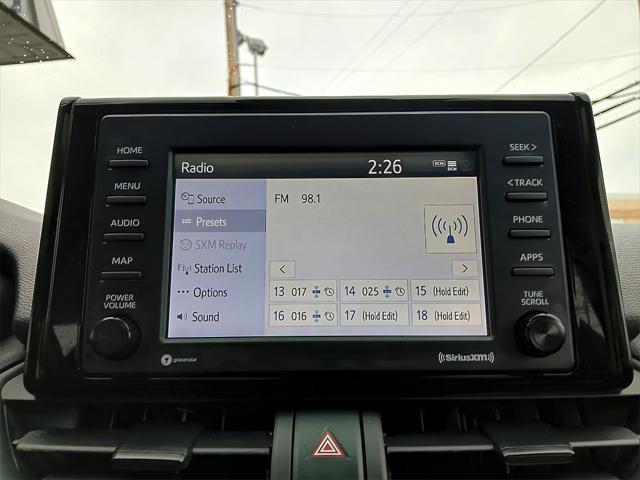 HOME
MENU
AUDIO
MAP
POWER
VOLUME
Radio 2:26 DCM DCM
Source
Presets
SXM Replay
Station List
Options
Sound
FM 98.1
< >
13 017 14 025 15 (Hold Edit)
16 016 17 (Hold Edit) 18 (Hold Edit)
SEEK >
< TRACK
PHONE
APPS
TUNE
SCROLL
gracenote
SiriusXM